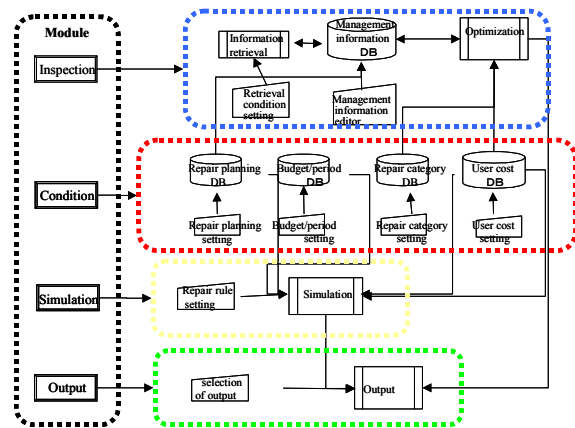 Module
Inspection
Condition
Simulation
Output
Information
retrieval
Management
information
DB
Optimization
Retrieval
condition
setting
Management
information
editor
Repair planning
DB
Budget/period
DB
Repair category
DB
User cost
DB
Repair planning
setting
Budget/period
setting
Repair category
setting
User cost
setting
Repair rule
setting
Simulation
selection
of output
Output